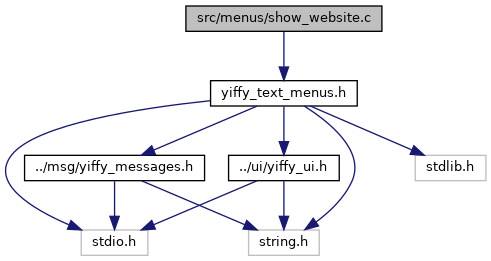 src/menus/show_website.c
yiffy_text_menus.h
../msg/yiffy_messages.h
../ui/yiffy_ui.h
stdlib.h
stdio.h
string.h